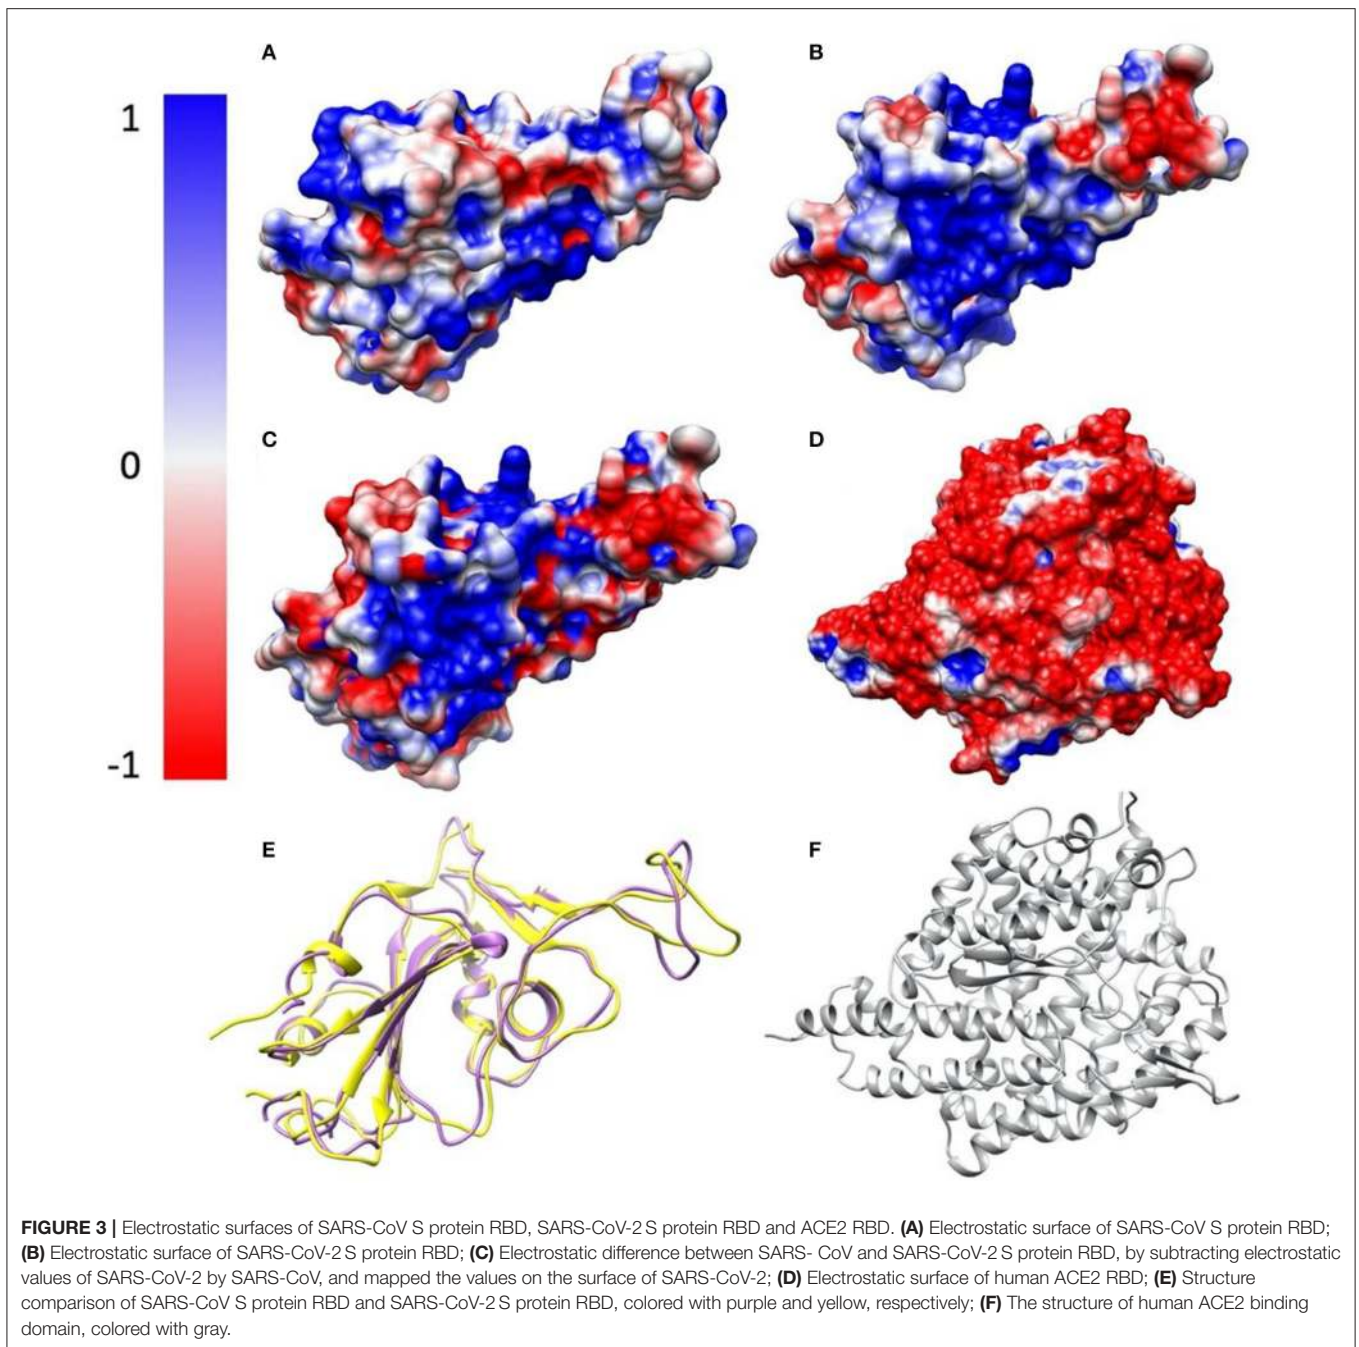 A
B
1
0
-1
C
D
E
F
FIGURE 3 | Electrostatic surfaces of SARS-CoV S protein RBD, SARS-CoV-2 S protein RBD and ACE2 RBD. (A) Electrostatic surface of SARS-CoV S protein RBD;
(B) Electrostatic surface of SARS-CoV-2 S protein RBD; (C) Electrostatic difference between SARS- CoV and SARS-CoV-2 S protein RBD, by subtracting electrostatic
values of SARS-CoV-2 by SARS-CoV, and mapped the values on the surface of SARS-CoV-2; (D) Electrostatic surface of human ACE2 RBD; (E) Structure
comparison of SARS-CoV S protein RBD and SARS-CoV-2 S protein RBD, colored with purple and yellow, respectively; (F) The structure of human ACE2 binding
domain, colored with gray.